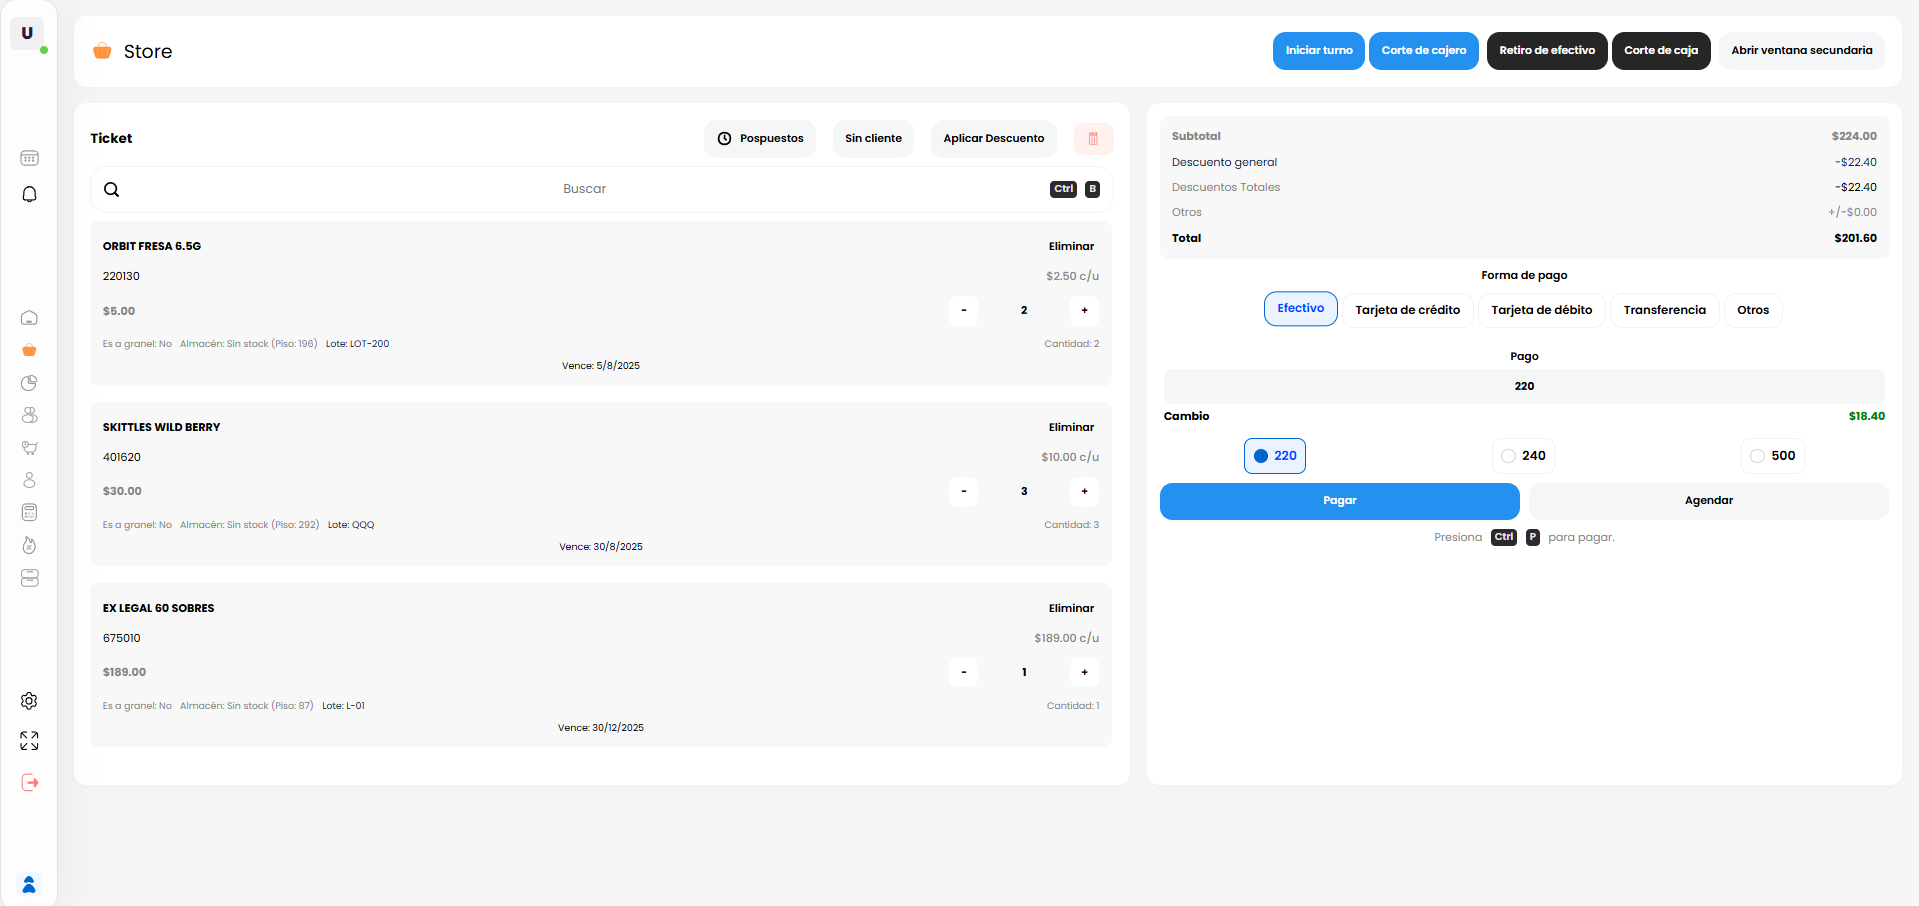 U
Store
Iniciar turno
Corte de cajero
Retiro de efectivo
Corte de caja
Abrir ventana secundaria
Ticket
Pospuestos
Sin cliente
Aplicar Descuento
Buscar
Ctrl B
ORBIT FRESA 6.5G
Eliminar
220130
$2.50 c/u
$5.00
- 2 +
Es a granel: No Almacén: Sin stock (Piso: 196) Lote: LOT-200
Cantidad: 2
Vence: 5/8/2025
SKITTLES WILD BERRY
Eliminar
401620
$10.00 c/u
$30.00
- 3 +
Es a granel: No Almacén: Sin stock (Piso: 292) Lote: QQQ
Cantidad: 3
Vence: 30/8/2025
EX LEGAL 60 SOBRES
Eliminar
675010
$189.00 c/u
$189.00
- 1 +
Es a granel: No Almacén: Sin stock (Piso: 87) Lote: L-01
Cantidad: 1
Vence: 30/12/2025
Subtotal $224.00
Descuento general -$22.40
Descuentos Totales -$22.40
Otros +/-$0.00
Total $201.60
Forma de pago
Efectivo
Tarjeta de crédito
Tarjeta de débito
Transferencia
Otros
Pago
220
Cambio $18.40
220
240
500
Pagar
Agendar
Presiona Ctrl P para pagar.